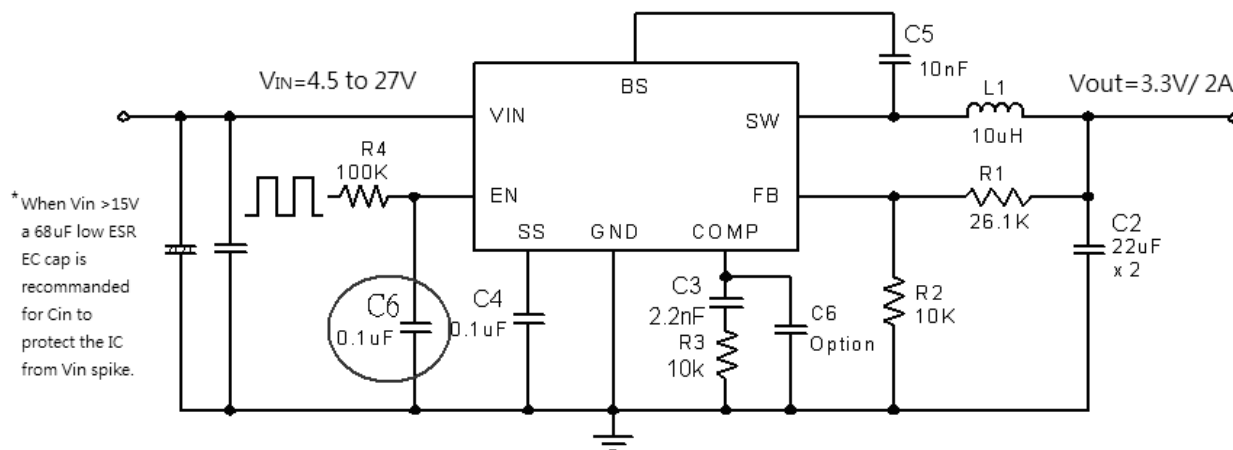 C5
10nF
VIN=4.5 to 27V
BS
L1
Vout=3.3V/ 2A
VIN
SW
10uH
R4
100K
R1
*When Vin >15V
a 68uF low ESR
EC cap is
recommanded
for Cin to
protect the IC
from Vin spike.
EN
FB
26.1K
SS
GND
COMP
C2
22uF
x 2
C6
0.1uF
C4
0.1uF
C3
2.2nF
R3
10k
C6
Option
R2
10K